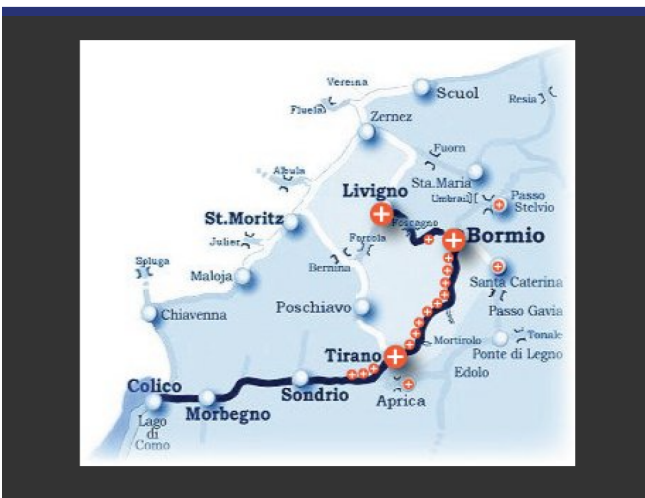 Vereina
Scuol
Resia
Fluela
Zernez
Fuorn
Albula
Sta.Maria
Livigno
Umbrail
Passo
Stelvio
St.Moritz
Foscagno
Bormio
Julier
Forcola
Spluga
Bernina
Maloja
Santa Caterina
Chiavenna
Poschiavo
Passo Gavia
Tonale
Mortirolo
Tirano
Ponte di Legno
Edolo
Colico
Sondrio
Aprica
Morbegno
Lago
di
Como